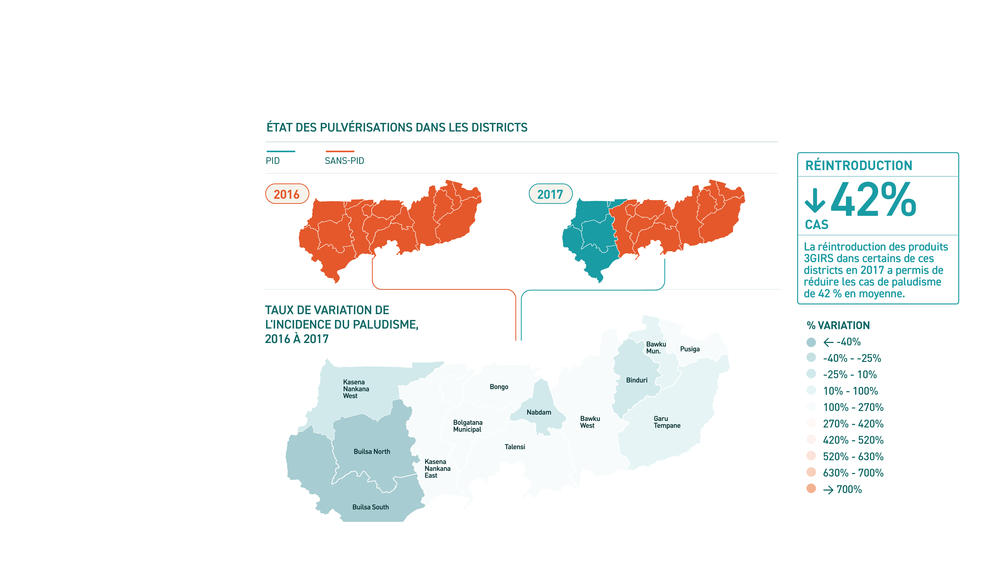 ÉTAT DES PULVÉRISATIONS DANS LES DISTRICTS
PID
SANS-PID
2016
2017
RÉINTRODUCTION
↓42%
CAS
La réintroduction des produits
3GIRS dans certains de ces
districts en 2017 a permis de
réduire les cas de paludisme
de 42 % en moyenne.
TAUX DE VARIATION DE
L'INCIDENCE DU PALUDISME,
2016 À 2017
Kasena
Nankana
West
Builsa North
Builsa South
Kasena
Nankana
East
Bolgatana
Municipal
Bongo
Nabdam
Talensi
Bawku
West
Binduri
Bawku
Mun.
Pusiga
Garu
Tempane
% VARIATION
← -40%
-40% - -25%
-25% - 10%
10% - 100%
100% - 270%
270% - 420%
420% - 520%
520% - 630%
630% - 700%
→ 700%